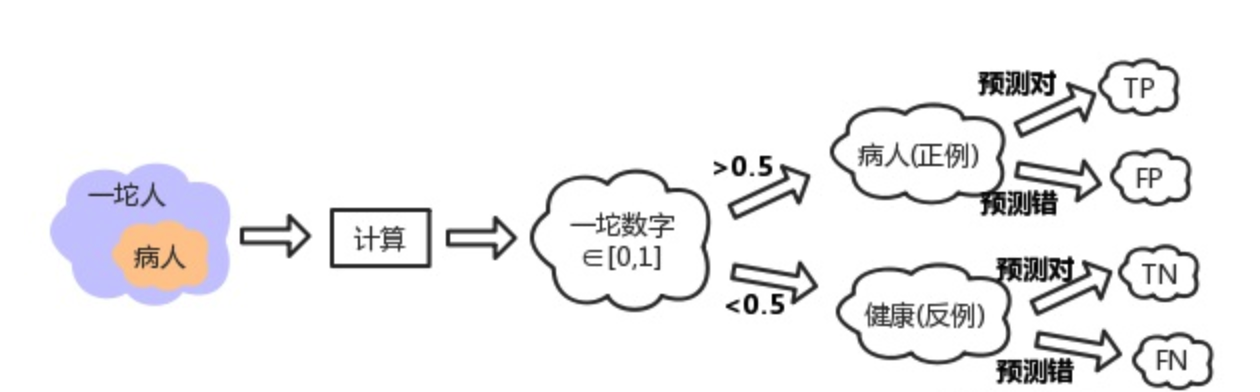 一坨人
病人
计算
一坨数字
∈[0,1]
>0.5
<0.5
病人(正例)
预测对
TP
预测错
FP
健康(反例)
预测对
TN
预测错
FN